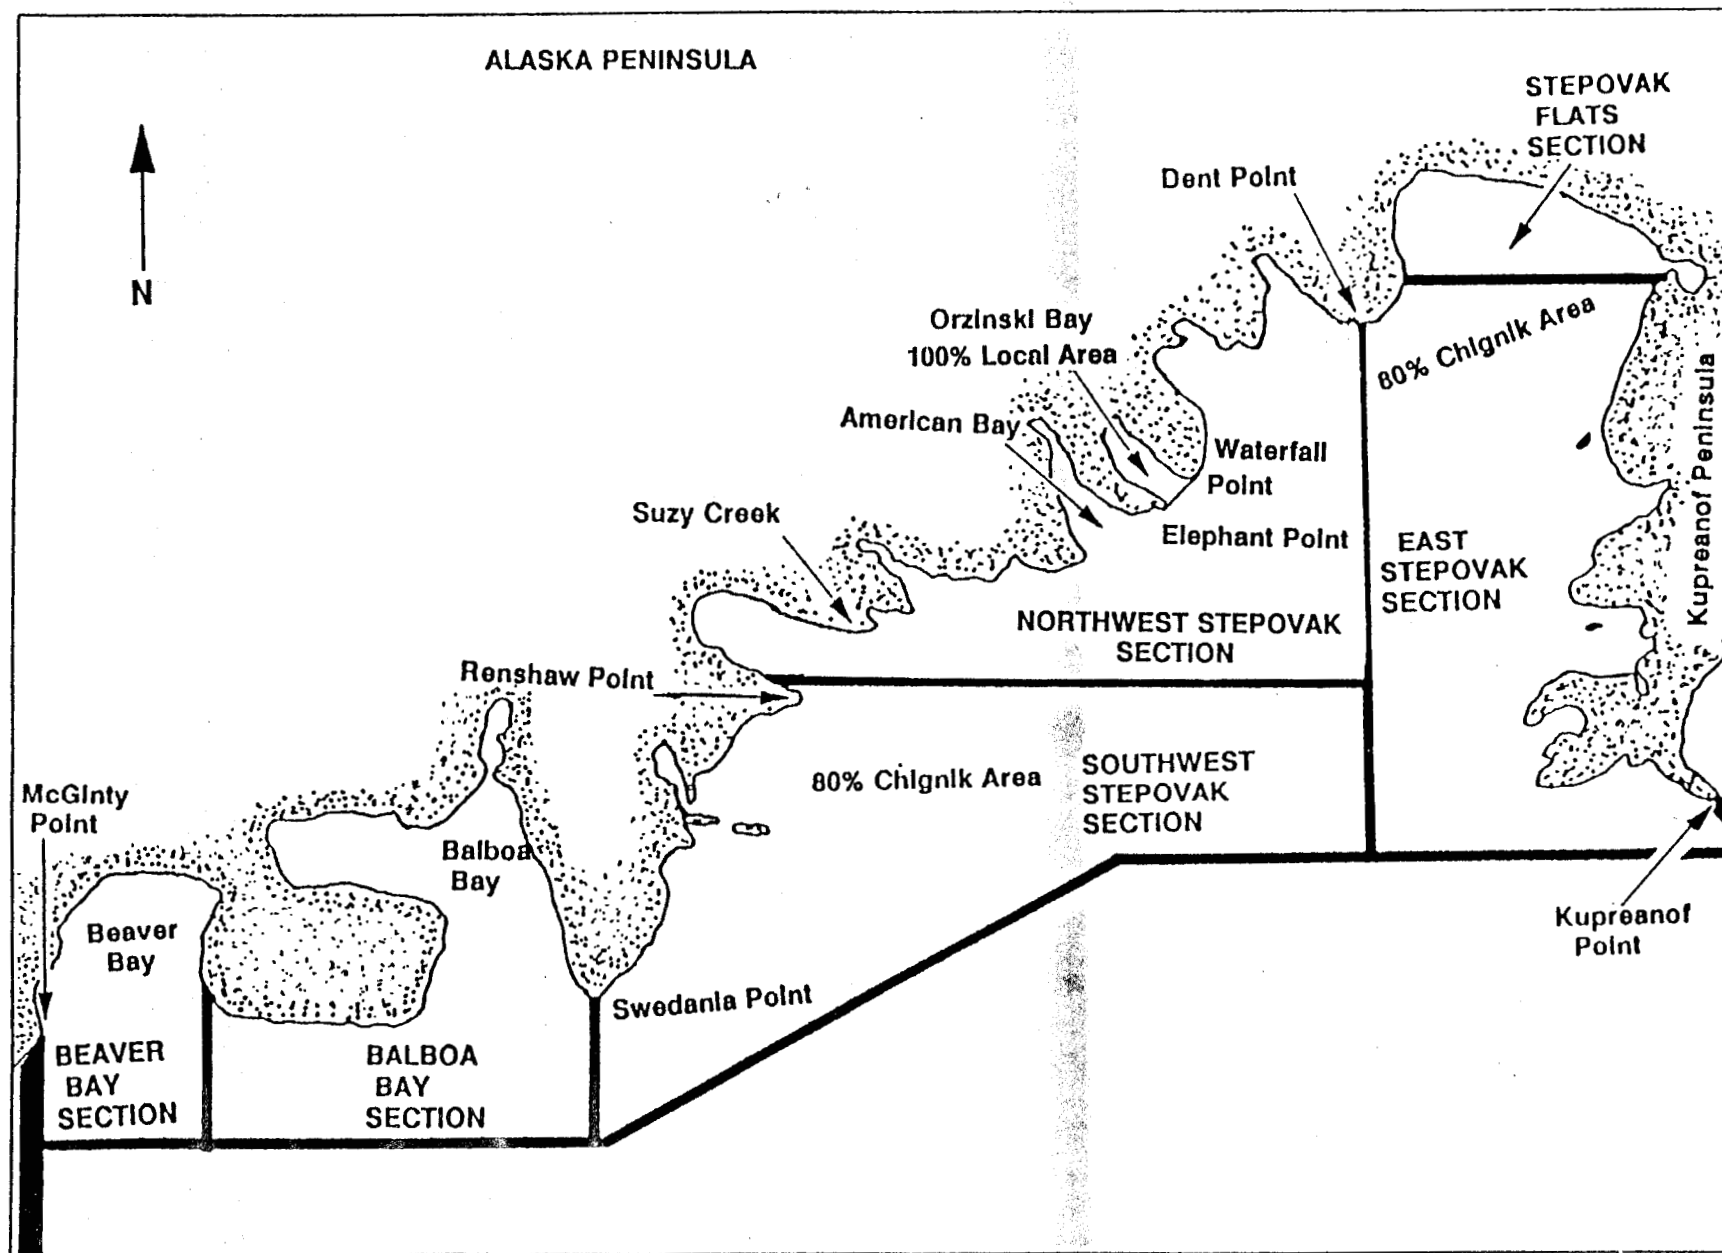 ALASKA PENINSULA
STEPOVAK
FLATS
SECTION
Dent Point
N
Orzinski Bay
100% Local Area
80% Chignik Area
American Bay
Waterfall
Point
Kupreanof Peninsula
Suzy Creek
Elephant Point
EAST
STEPOVAK
SECTION
NORTHWEST STEPOVAK
SECTION
Renshaw Point
80% Chignik Area
SOUTHWEST
STEPOVAK
SECTION
McGinty
Point
Balboa
Bay
Beaver
Bay
Kupreanof
Point
Swedania Point
BEAVER
BAY
SECTION
BALBOA
BAY
SECTION